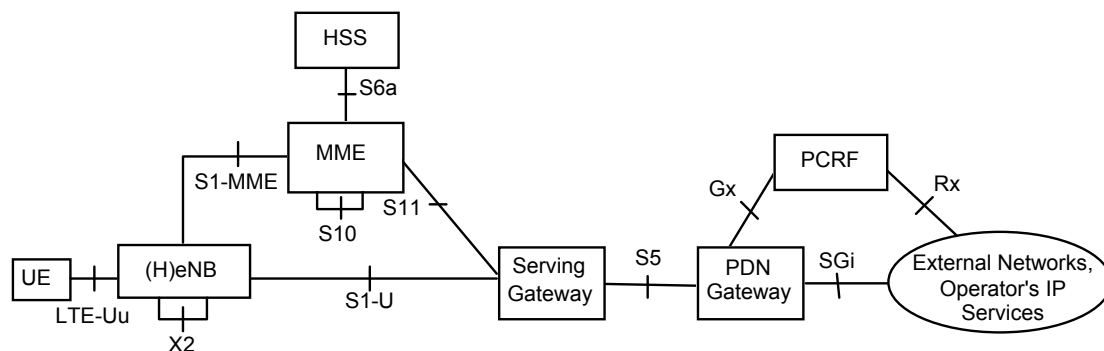 HSS
S6a
MME
PCRF
S1-MME
Gx
Rx
S11
S10
UE
(H)eNB
Serving
Gateway
S5
PDN
Gateway
SGi
External Networks,
Operator's IP
Services
LTE-Uu
S1-U
X2